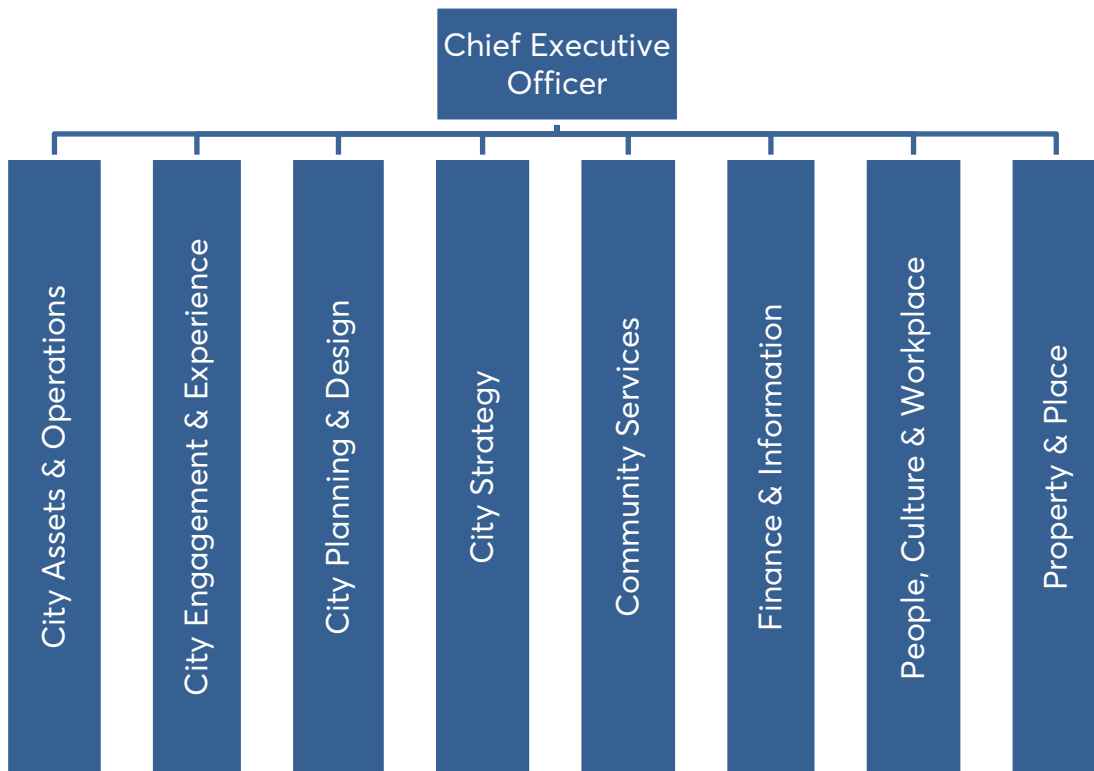 Chief Executive
Officer
City Assets & Operations
City Engagement & Experience
City Planning & Design
City Strategy
Community Services
Finance & Information
People, Culture & Workplace
Property & Place